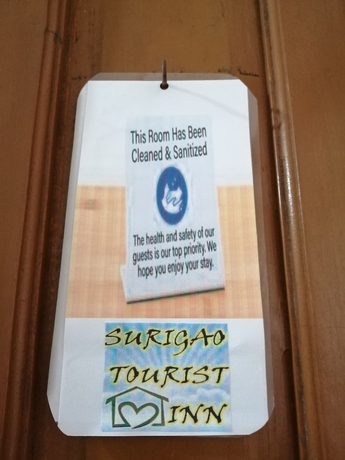 This Room Has Been
Cleaned & Sanitized
The health and safety of our
guests is our top priority. We
hope you enjoy your stay.
SURIGAO
TOURIST
INN